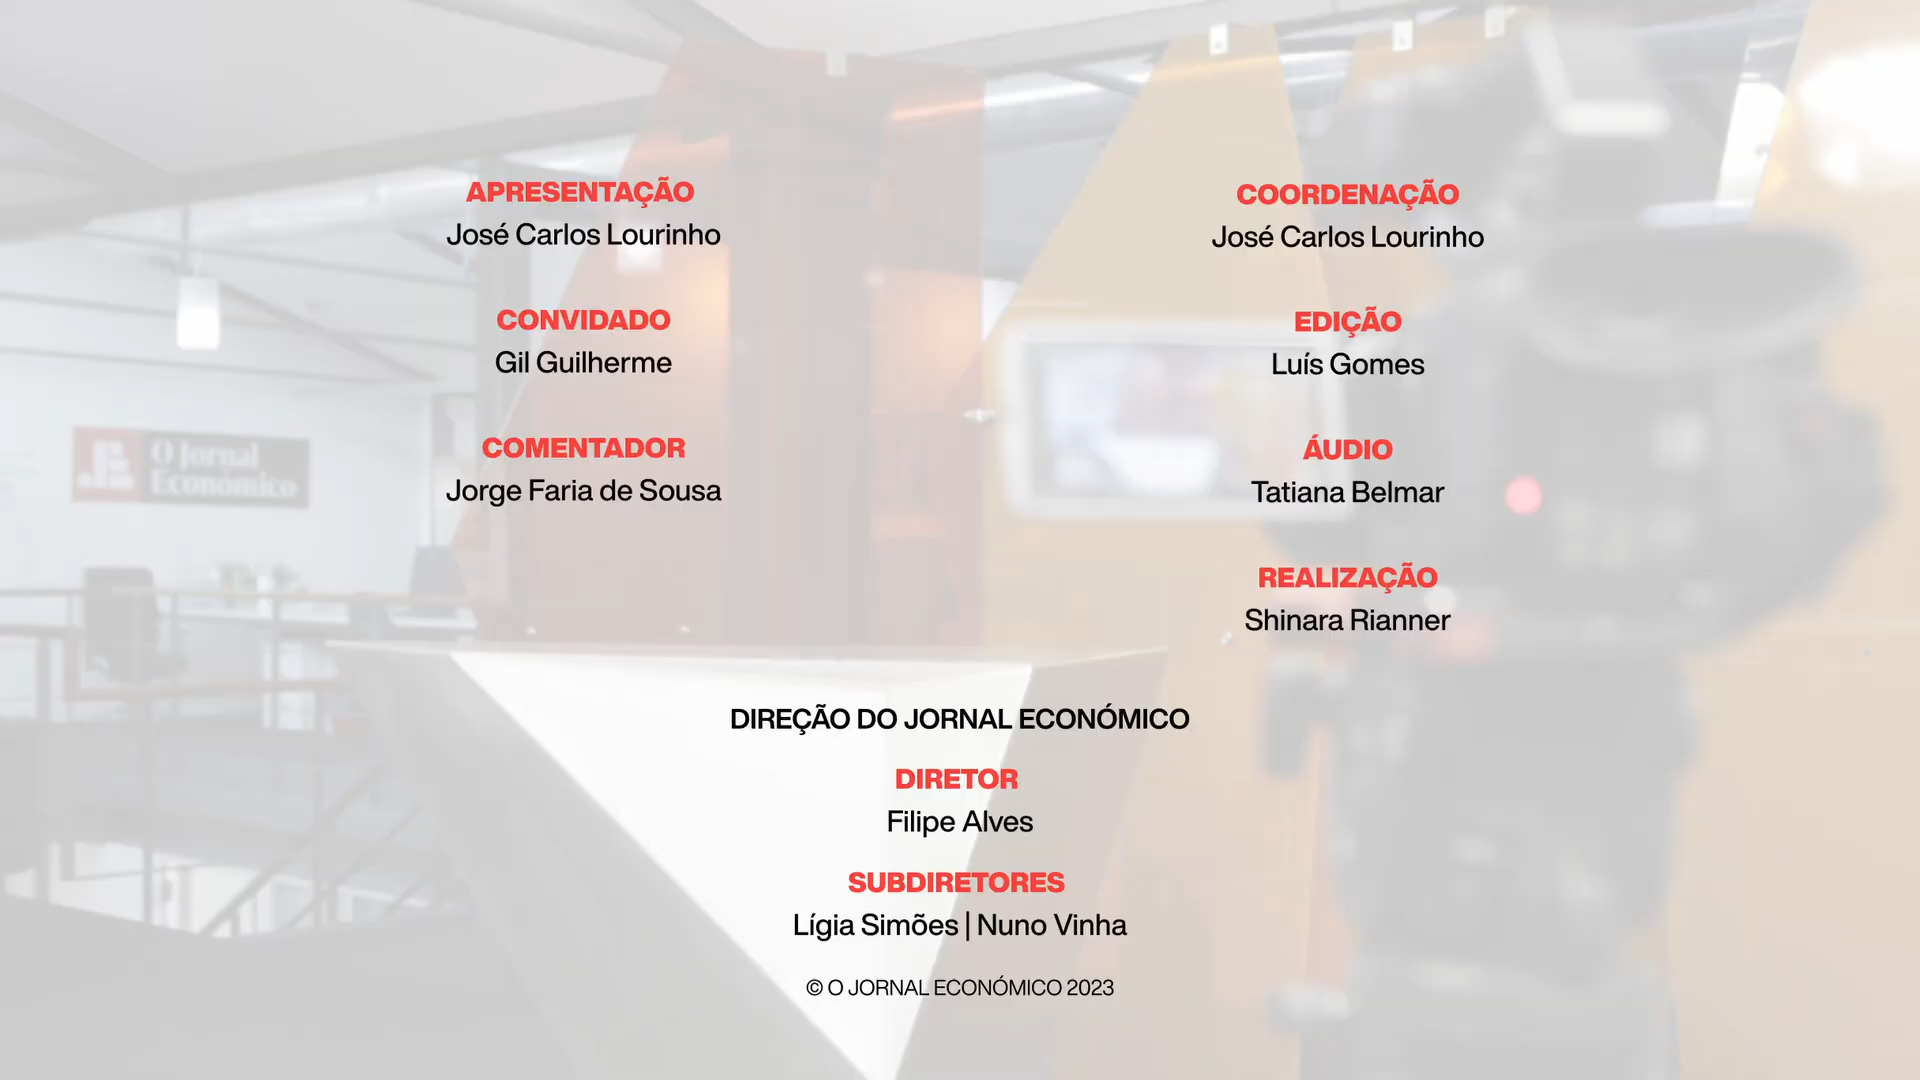 APRESENTAÇÃO
José Carlos Lourinho
CONVIDADO
Gil Guilherme
COMENTADOR
Jorge Faria de Sousa
COORDENAÇÃO
José Carlos Lourinho
EDIÇÃO
Luís Gomes
ÁUDIO
Tatiana Belmar
REALIZAÇÃO
Shinara Rianner
O Jornal
Económico
DIREÇÃO DO JORNAL ECONÓMICO
DIRETOR
Filipe Alves
SUBDIRETORES
Lígia Simões | Nuno Vinha
© O JORNAL ECONÓMICO 2023